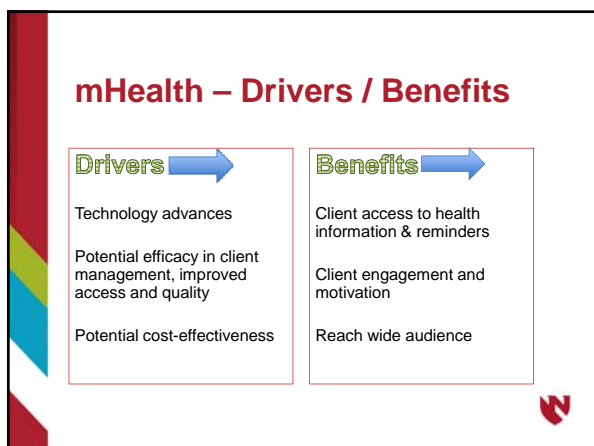 mHealth – Drivers / Benefits
Drivers
Technology advances
Potential efficacy in client
management, improved
access and quality
Potential cost-effectiveness
Benefits
Client access to health
information & reminders
Client engagement and
motivation
Reach wide audience
N